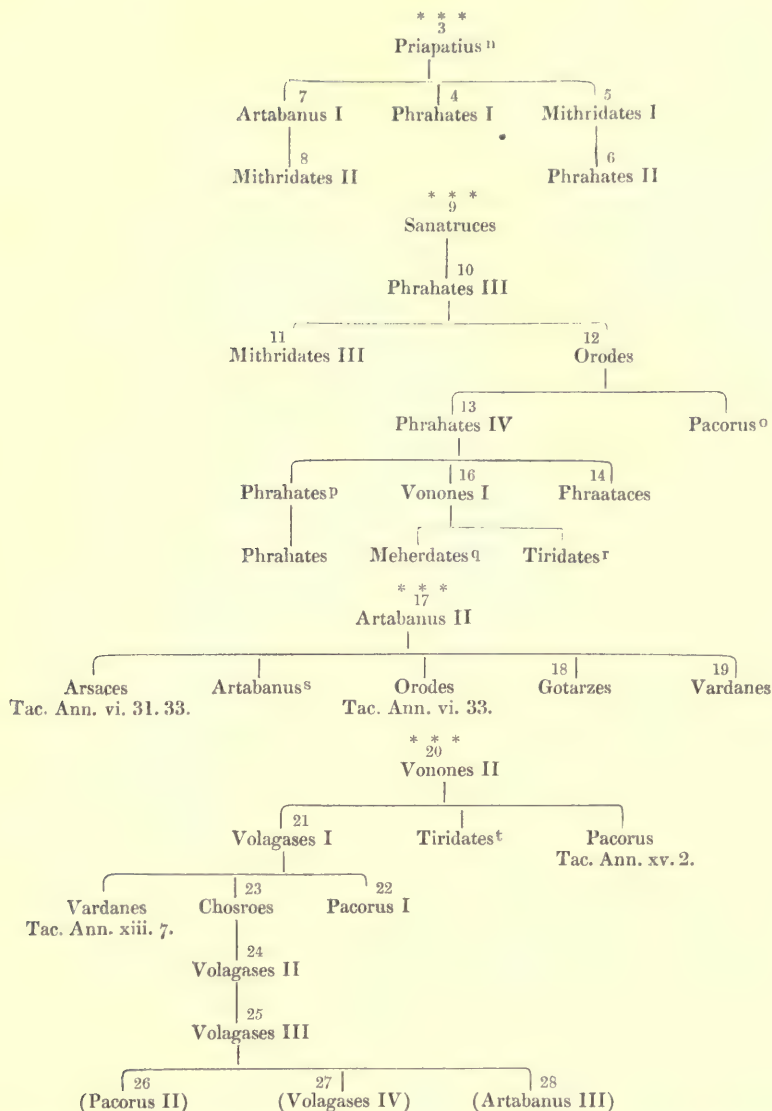 * * *
3
Priapatius n
7 4 5
Artabanus I Phrahates I Mithridates I
8 6
Mithridates II Phrahates II
* * *
9
Sanatruces
10
Phrahates III
11 12
Mithridates III Orodes
13
Phrahates IV Pacorus o
16 14
Phrahates p Vonones I Phraataces
Phrahates Meherdates q Tiridates r
* * *
17
Artabanus II
18 19
Arsaces Artabanus s Orodes Gotarzes Vardanes
Tac. Ann. vi. 31. 33. Tac. Ann. vi. 33.
* * *
20
Vonones II
21
Volagases I Tiridates t Pacorus
Tac. Ann. xv. 2.
23 22
Vardanes Chosroes Pacorus I
Tac. Ann. xiii. 7.
24
Volagases II
25
Volagases III
26 27 28
(Pacorus II) (Volagases IV) (Artabanus III)